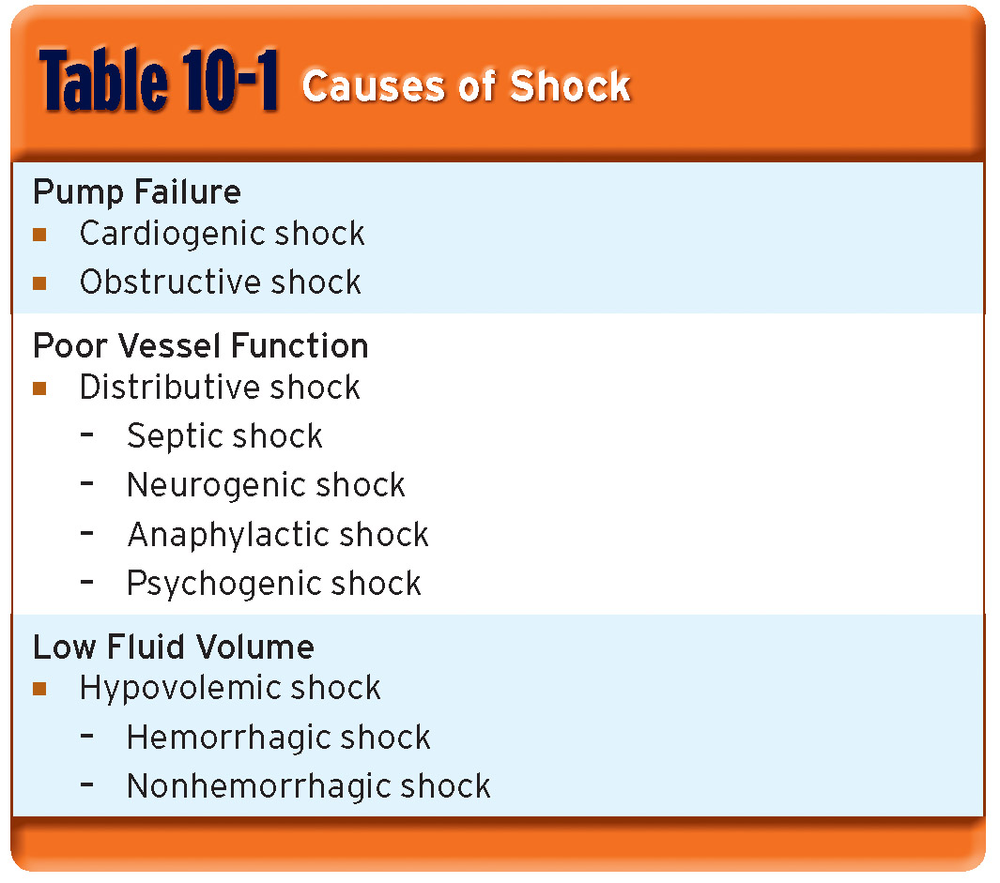 Table 10-1 Causes of Shock
Pump Failure
■ Cardiogenic shock
■ Obstructive shock
Poor Vessel Function
■ Distributive shock
– Septic shock
– Neurogenic shock
– Anaphylactic shock
– Psychogenic shock
Low Fluid Volume
■ Hypovolemic shock
– Hemorrhagic shock
– Nonhemorrhagic shock